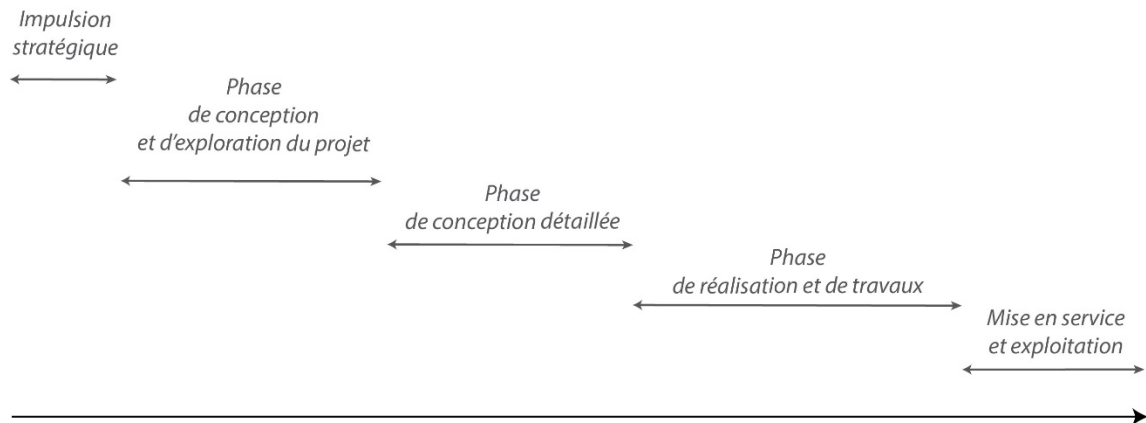 Impulsion
stratégique
Phase
de conception
et d’exploration du projet
Phase
de conception détaillée
Phase
de réalisation et de travaux
Mise en service
et exploitation